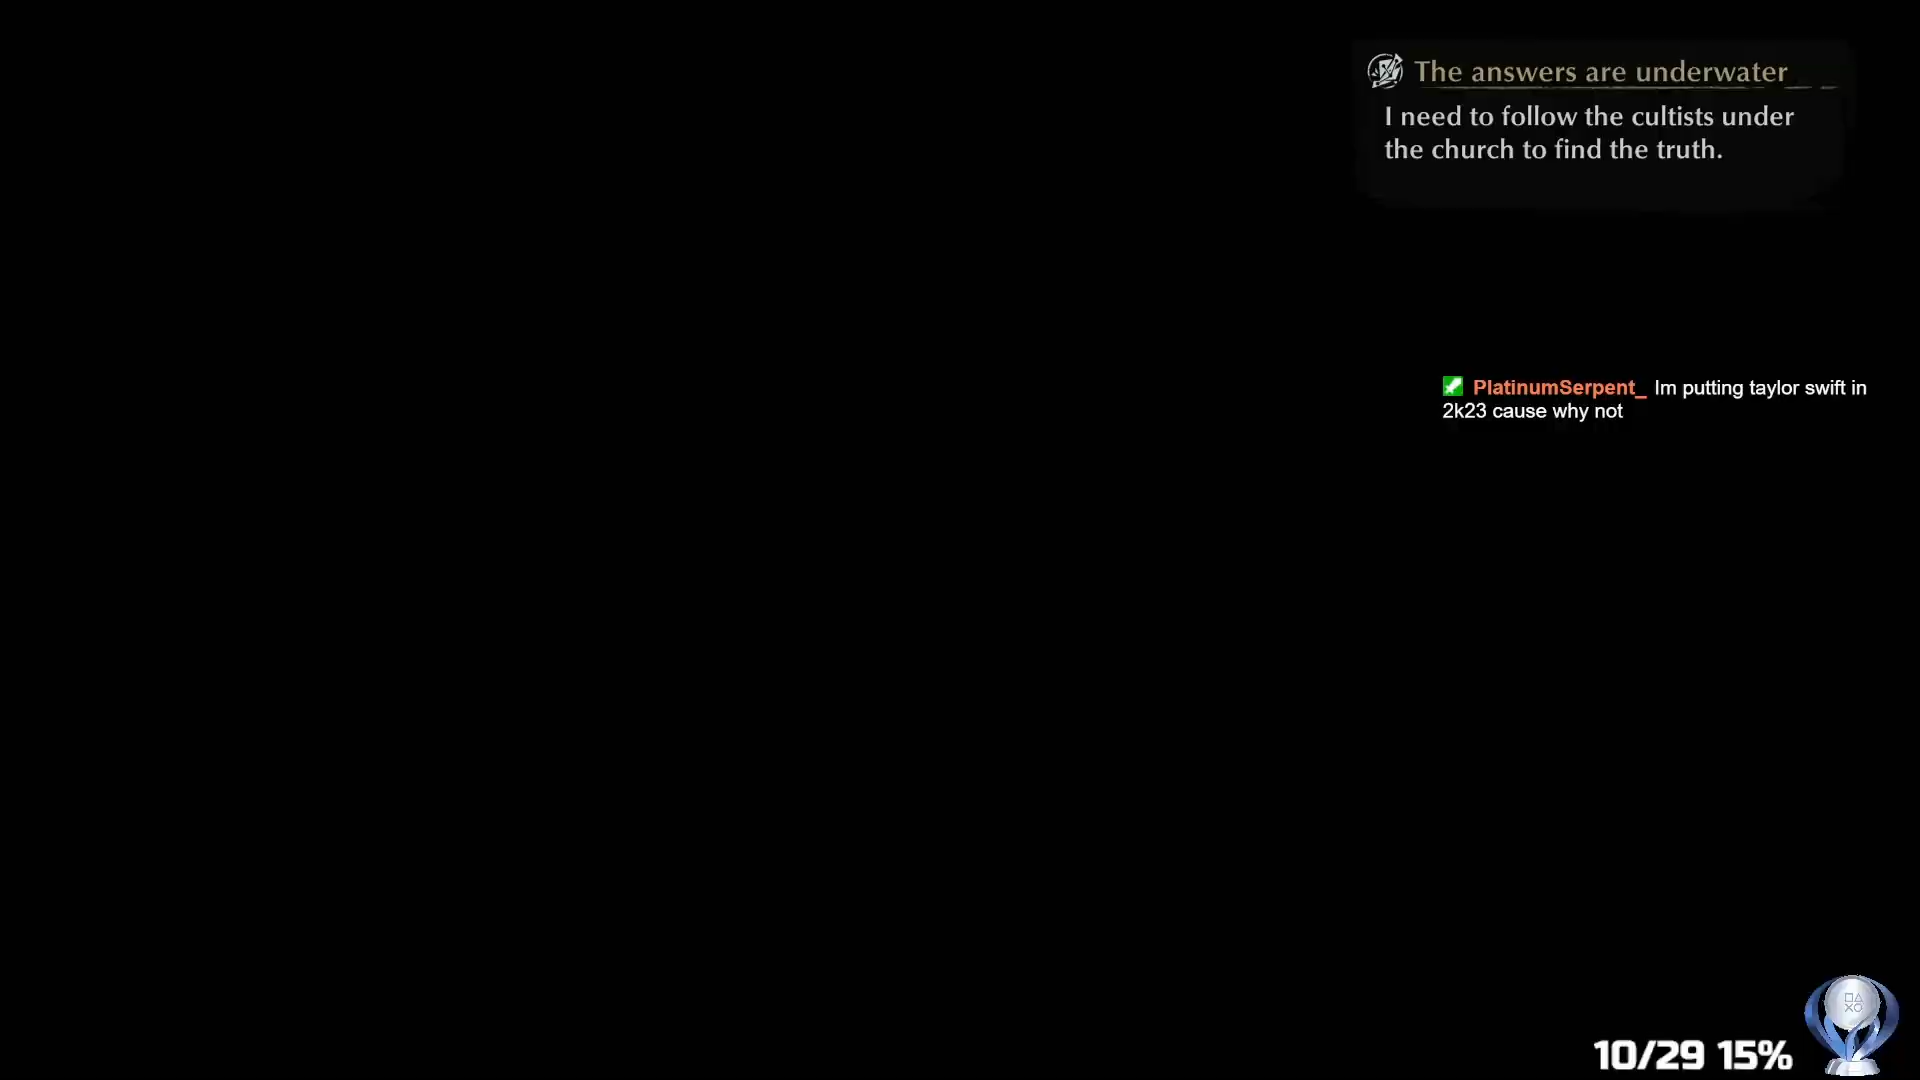 The answers are underwater
I need to follow the cultists under
the church to find the truth.
PlatinumSerpent_ Im putting taylor swift in
2k23 cause why not
10/29 15%